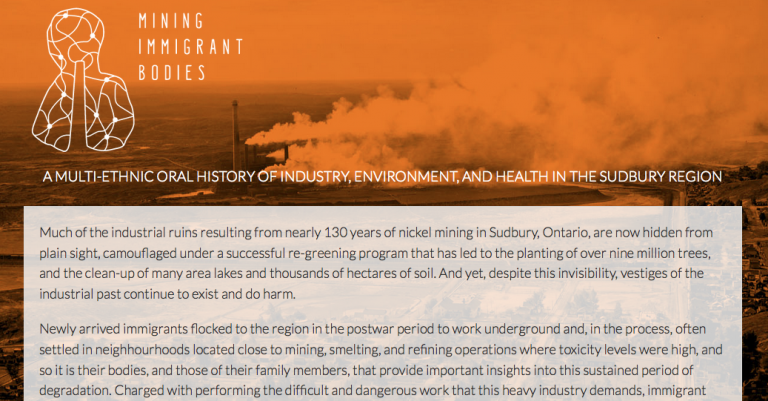 MINING
IMMIGRANT
BODIES
A MULTI-ETHNIC ORAL HISTORY OF INDUSTRY, ENVIRONMENT, AND HEALTH IN THE SUDBURY REGION
Much of the industrial ruins resulting from nearly 130 years of nickel mining in Sudbury, Ontario, are now hidden from
plain sight, camouflaged under a successful re-greening program that has led to the planting of over nine million trees,
and the clean-up of many area lakes and thousands of hectares of soil. And yet, despite this invisibility, vestiges of the
industrial past continue to exist and do harm.
Newly arrived immigrants flocked to the region in the postwar period to work underground and, in the process, often
settled in neighhourhoods located close to mining, smelting, and refining operations where toxicity levels were high, and
so it is their bodies, and those of their family members, that provide important insights into this sustained period of
degradation. Charged with performing the difficult and dangerous work that this heavy industry demands, immigrant